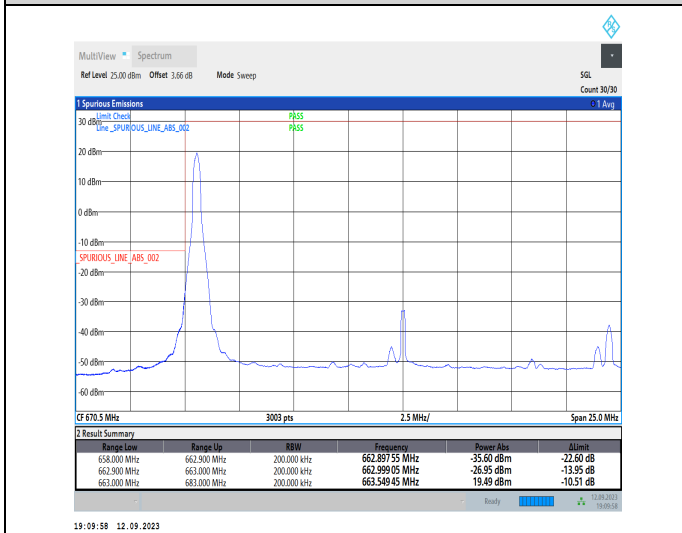 MultiView Spectrum
Ref Level 25.00 dBm Offset 3.66 dB Mode Sweep SGL
Count 30/30
1 Spurious Emissions 1 Avg
30 dBm Limit Check PASS
Line _SPURIOUS_LINE_ABS_002 PASS
20 dBm
10 dBm
0 dBm
-10 dBm
_SPURIOUS_LINE_ABS_002
-20 dBm
-30 dBm
-40 dBm
-50 dBm
-60 dBm
CF 670.5 MHz 3003 pts 2.5 MHz/ Span 25.0 MHz
2 Result Summary
Range Low Range Up RBW Frequency Power Abs ΔLimit
658.000 MHz 662.900 MHz 200.000 kHz 662.897 55 MHz -35.60 dBm -22.60 dB
662.900 MHz 663.000 MHz 200.000 kHz 662.999 05 MHz -26.95 dBm -13.95 dB
663.000 MHz 683.000 MHz 200.000 kHz 663.549 45 MHz 19.49 dBm -10.51 dB
Ready 12.09.2023
19:09:58
19:09:58 12.09.2023